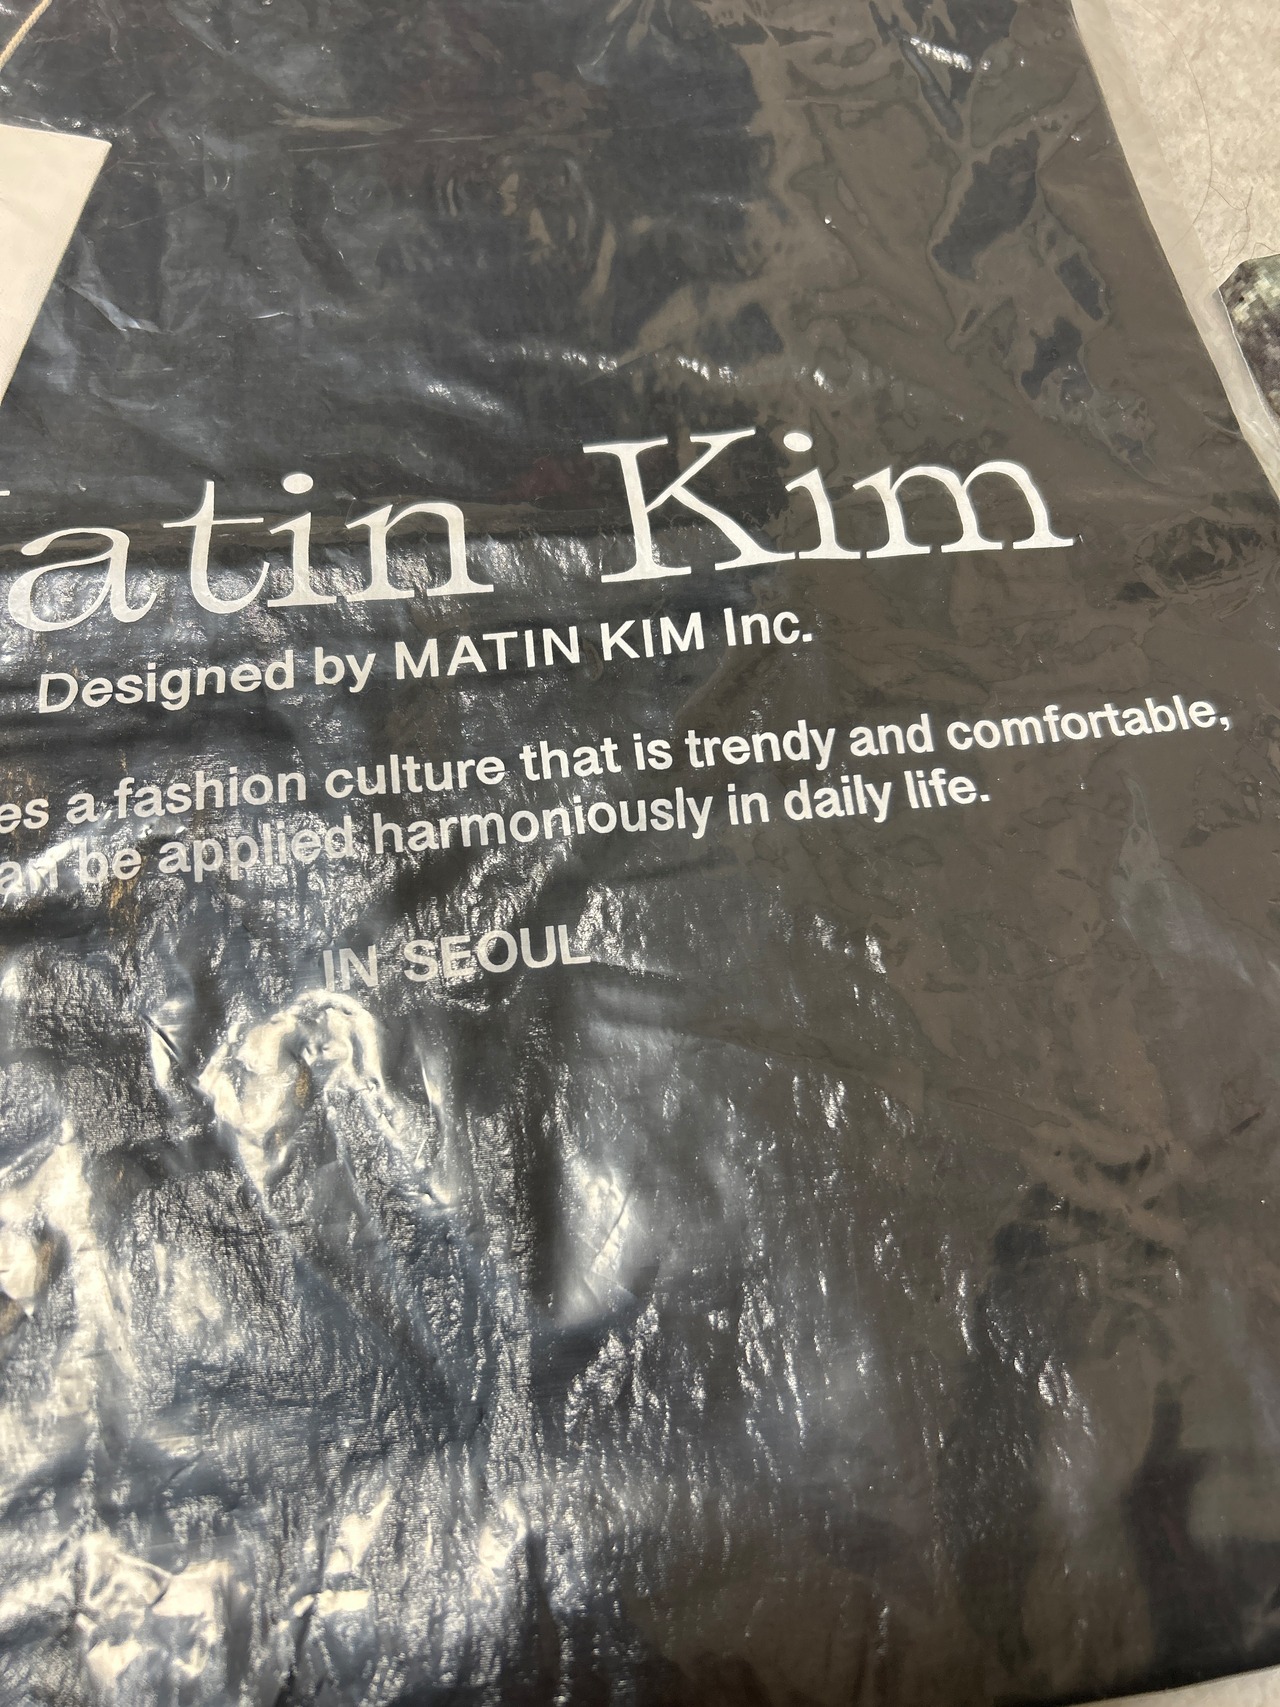 atin Kim
Designed by MATIN KIM Inc.
a fashion culture that is trendy and comfortable,
be applied harmoniously in daily life.
IN SEOUL